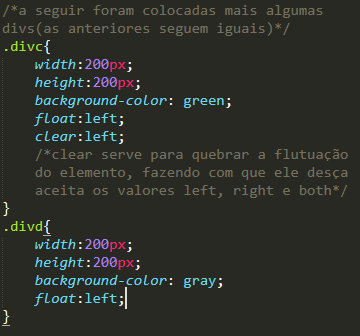 /*a seguir foram colocadas mais algumas
divs(as anteriores seguem iguais)*/
.divc{
width:200px;
height:200px;
background-color: green;
float:left;
clear:left;
/*clear serve para quebrar a flutuação
do elemento, fazendo com que ele desça
aceita os valores left, right e both*/
}
.divd{
width:200px;
height:200px;
background-color: gray;
float:left;
}